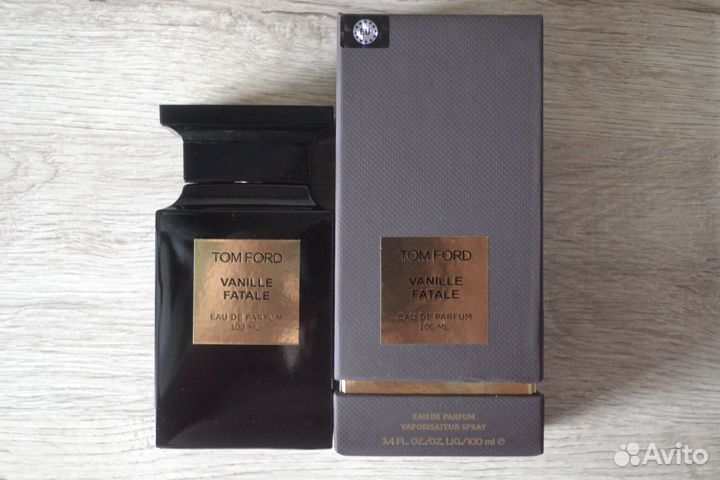 TOM FORD
VANILLE
FATALE
EAU DE PARFUM
100 ML
EU
TOM FORD
VANILLE
FATALE
EAU DE PARFUM
100 ML
EAU DE PARFUM
VAPORISATEUR SPRAY
3.4 FL. OZ./OZ. LIQ./100 ml e
Avito